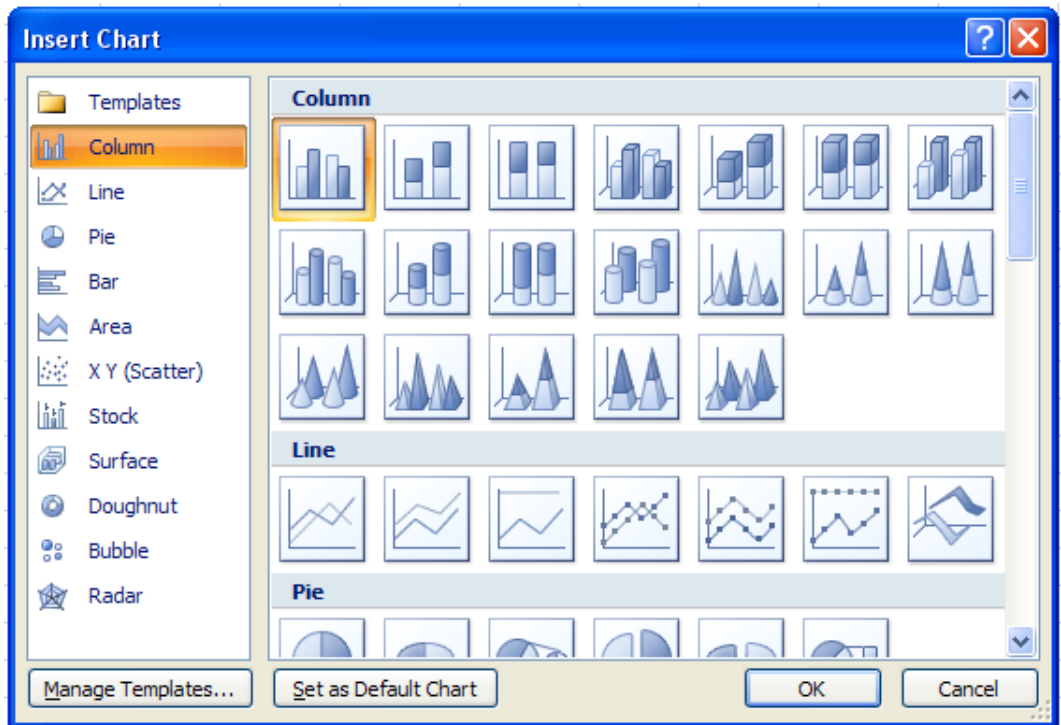 Insert Chart
Templates
Column
Line
Pie
Bar
Area
X Y (Scatter)
Stock
Surface
Doughnut
Bubble
Radar
Column
Line
Pie
Manage Templates...
Set as Default Chart
OK
Cancel